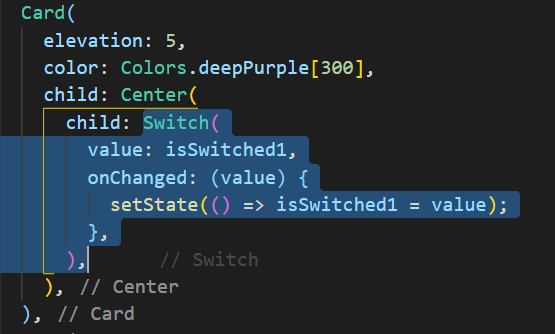 Card(
elevation: 5,
color: Colors.deepPurple[300],
child: Center(
child: Switch(
value: isSwitched1,
onChanged: (value) {
setState(() => isSwitched1 = value);
},
), // Switch
), // Center
), // Card